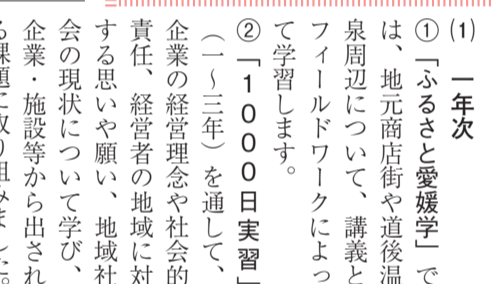 (1) 一年次
①「ふるさと愛媛学」で
は、地元商店街や道後温
泉周辺について、講義と
フィールドワークによっ
て学習します。
②「1000日実習」
(一~三年)を通して、
企業の経営理念や社会的
責任、経営者の地域に対
する思いや願い、地域社
会の現状について学び、
企業・施設等から出され
る課題に取り組みました。